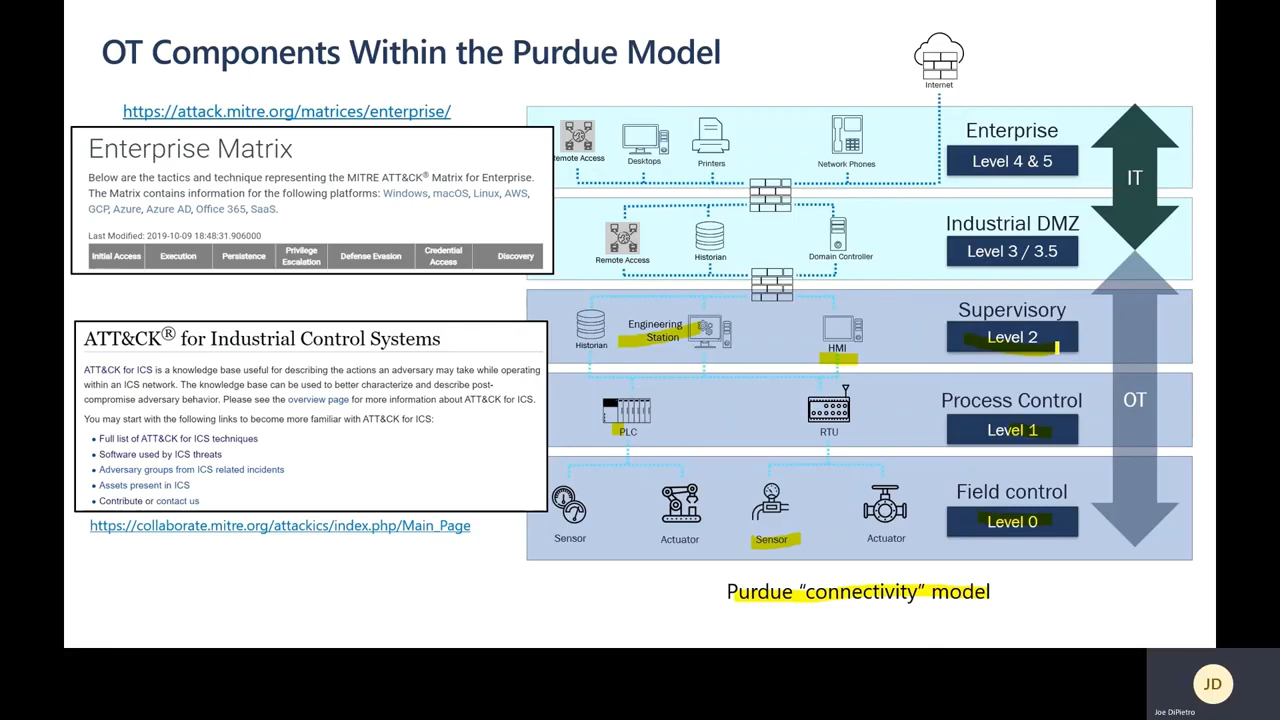 OT Components Within the Purdue Model
https://attack.mitre.org/matrices/enterprise/
Enterprise Matrix
Below are the tactics and technique representing the MITRE ATT&CK® Matrix for Enterprise.
The Matrix contains information for the following platforms: Windows, macOS, Linux, AWS,
GCP, Azure, Azure AD, Office 365, SaaS.
Last Modified: 2019-10-09 18:48:31.906000
Initial Access
Execution
Persistence
Privilege
Escalation
Defense Evasion
Credential
Access
Discovery
ATT&CK® for Industrial Control Systems
ATT&CK for ICS is a knowledge base useful for describing the actions an adversary may take while operating
within an ICS network. The knowledge base can be used to better characterize and describe post-
compromise adversary behavior. Please see the overview page for more information about ATT&CK for ICS.
You may start with the following links to become more familiar with ATT&CK for ICS:
• Full list of ATT&CK for ICS techniques
• Software used by ICS threats
• Adversary groups from ICS related incidents
• Assets present in ICS
• Contribute or contact us
https://collaborate.mitre.org/attackics/index.php/Main_Page
Internet
emote Access
Desktops
Printers
Network Phones
Enterprise
Level 4 & 5
IT
Remote Access
Historian
Domain Controller
Industrial DMZ
Level 3 / 3.5
Historian
Engineering
Station
HMI
Supervisory
Level 2
PLC
RTU
Process Control
Level 1
OT
Sensor
Actuator
Sensor
Actuator
Field control
Level 0
Purdue “connectivity” model
JD
Joe DiPietro